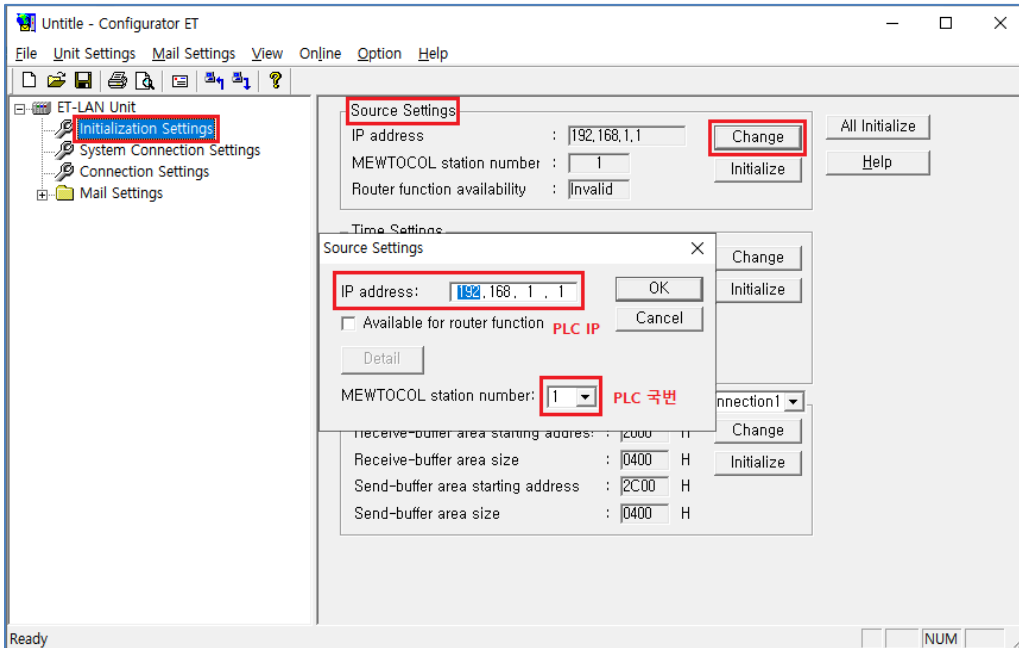 Untitle - Configurator ET
File Unit Settings Mail Settings View Online Option Help
ET-LAN Unit
Initialization Settings
System Connection Settings
Connection Settings
Mail Settings
Source Settings
IP address : 192.168.1.1 Change
MEWTOCOL station number : 1
Initialize
Router function availability : Invalid
All Initialize
Help
Time Settings
Change
Initialize
Source Settings
IP address: 192.168. 1 . 1 OK
Available for router function PLC IP Cancel
Detail
MEWTOCOL station number: 1 PLC 국번
nnection1
Receive-buffer area starting addres: : 2000 H Change
Receive-buffer area size : 0400 H Initialize
Send-buffer area starting address : 2C00 H
Send-buffer area size : 0400 H
Ready NUM